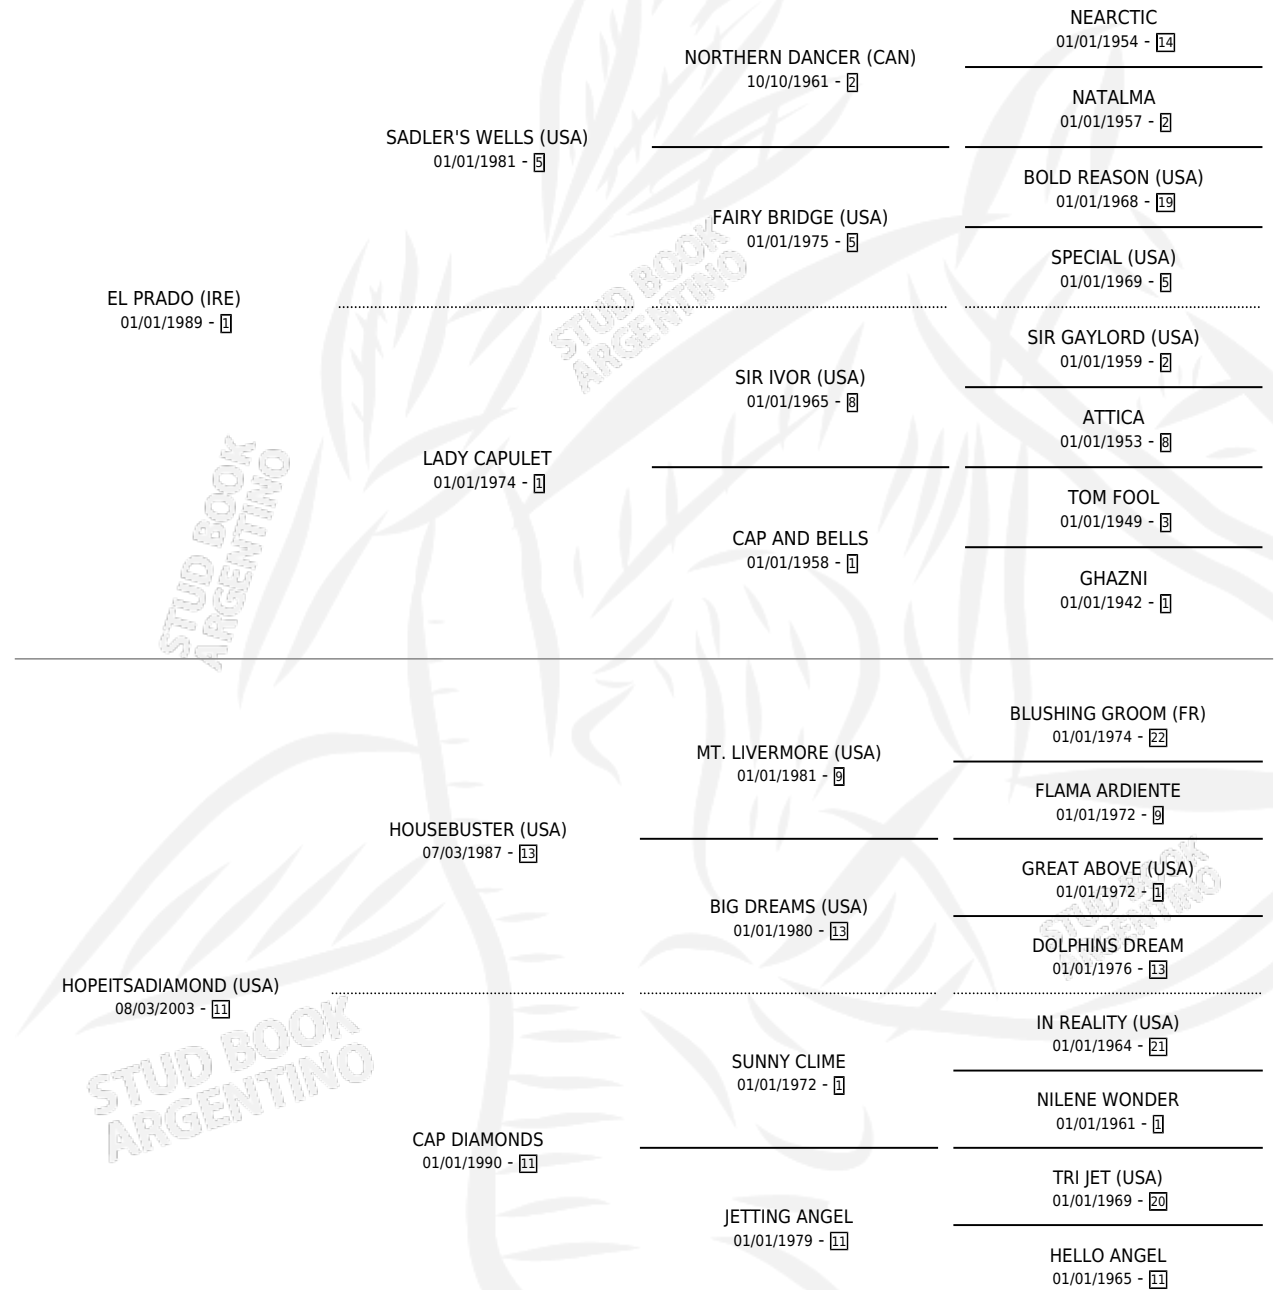 NEARCTIC
01/01/1954 - 14
NORTHERN DANCER (CAN)
10/10/1961 - 2
NATALMA
01/01/1957 - 2
SADLER'S WELLS (USA)
01/01/1981 - 5
BOLD REASON (USA)
01/01/1968 - 19
FAIRY BRIDGE (USA)
01/01/1975 - 5
SPECIAL (USA)
01/01/1969 - 5
EL PRADO (IRE)
01/01/1989 - 1
SIR GAYLORD (USA)
01/01/1959 - 2
SIR IVOR (USA)
01/01/1965 - 8
ATTICA
01/01/1953 - 8
LADY CAPULET
01/01/1974 - 1
TOM FOOL
01/01/1949 - 3
CAP AND BELLS
01/01/1958 - 1
GHAZNI
01/01/1942 - 1
BLUSHING GROOM (FR)
01/01/1974 - 22
MT. LIVERMORE (USA)
01/01/1981 - 9
FLAMA ARDIENTE
01/01/1972 - 9
HOUSEBUSTER (USA)
07/03/1987 - 13
GREAT ABOVE (USA)
01/01/1972 - 1
BIG DREAMS (USA)
01/01/1980 - 13
DOLPHINS DREAM
01/01/1976 - 13
HOPEITSADIAMOND (USA)
08/03/2003 - 11
IN REALITY (USA)
01/01/1964 - 21
SUNNY CLIME
01/01/1972 - 1
NILENE WONDER
01/01/1961 - 1
CAP DIAMONDS
01/01/1990 - 11
TRI JET (USA)
01/01/1969 - 20
JETTING ANGEL
01/01/1979 - 11
HELLO ANGEL
01/01/1965 - 11
STUD BOOK
ARGENTINO
STUD BOOK
ARGENTINO
STUD BOOK
ARGENTINO
STUD BOOK
ARGENTINO